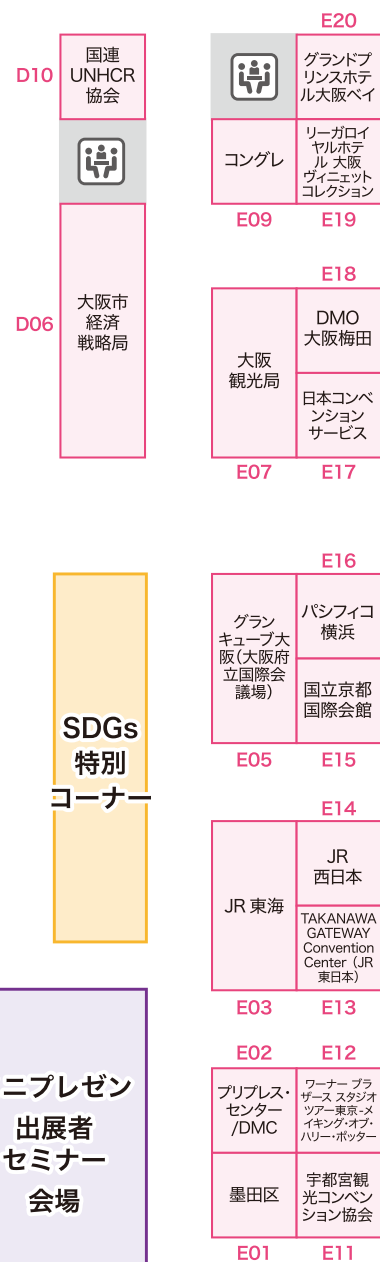 E20
D10
国連
UNHCR
協会
グランドプ
リンスホテ
ル大阪ベイ
コングレ
リーガロイ
ヤルホテ
ル 大阪
ヴィニェット
コレクション
E09
E19
E18
D06
大阪市
経済
戦略局
大阪
観光局
DMO
大阪梅田
日本コンベ
ンション
サービス
E07
E17
E16
グラン
キューブ大
阪(大阪府
立国際会
議場)
パシフィコ
横浜
国立京都
国際会館
E05
E15
SDGs
特別
コーナー
E14
JR 東海
JR
西日本
TAKANAWA
GATEWAY
Convention
Center (JR
東日本)
E03
E13
E02
E12
ニプレゼン
出展者
セミナー
会場
プリプレス・
センター
/DMC
ワーナー ブラ
ザース スタジオ
ツアー東京 -メ
イキング・オブ・
ハリー・ポッター
墨田区
宇都宮観
光コンベン
ション協会
E01
E11